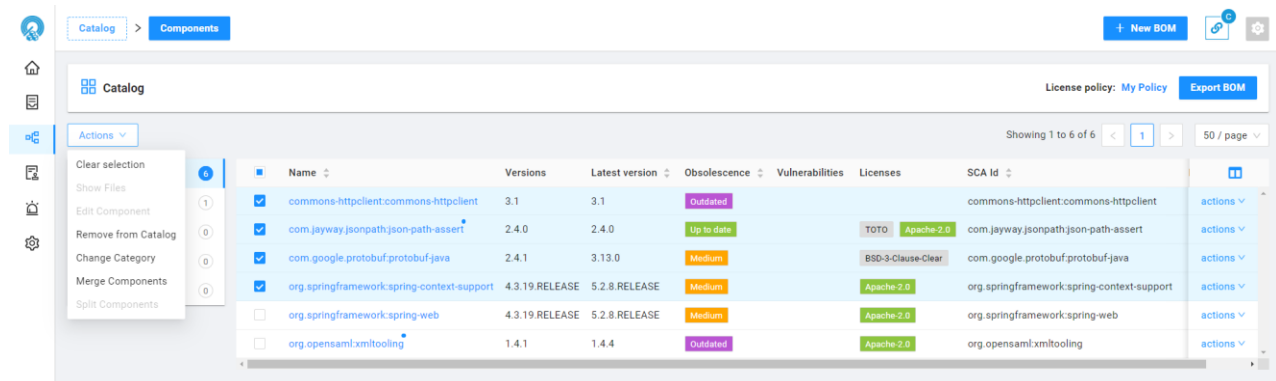 Catalog > Components + New BOM C
Catalog License policy: My Policy Export BOM
Actions Showing 1 to 6 of 6 < 1 > 50 / page
Clear selection
Show Files
Edit Component
Remove from Catalog
Change Category
Merge Components
Split Components
6
1
0
0
0
Name Versions Latest version Obsolescence Vulnerabilities Licenses SCA Id
commons-httpclient:commons-httpclient 3.1 3.1 Outdated commons-httpclient:commons-httpclient actions
com.jayway.jsonpath:json-path-assert 2.4.0 2.4.0 Up to date TOTO Apache-2.0 com.jayway.jsonpath:json-path-assert actions
com.google.protobuf:protobuf-java 2.4.1 3.13.0 Medium BSD-3-Clause-Clear com.google.protobuf:protobuf-java actions
org.springframework:spring-context-support 4.3.19.RELEASE 5.2.8.RELEASE Medium Apache-2.0 org.springframework:spring-context-support actions
org.springframework:spring-web 4.3.19.RELEASE 5.2.8.RELEASE Medium Apache-2.0 org.springframework:spring-web actions
org.opensaml:xmltooling 1.4.1 1.4.4 Outdated Apache-2.0 org.opensaml:xmltooling actions